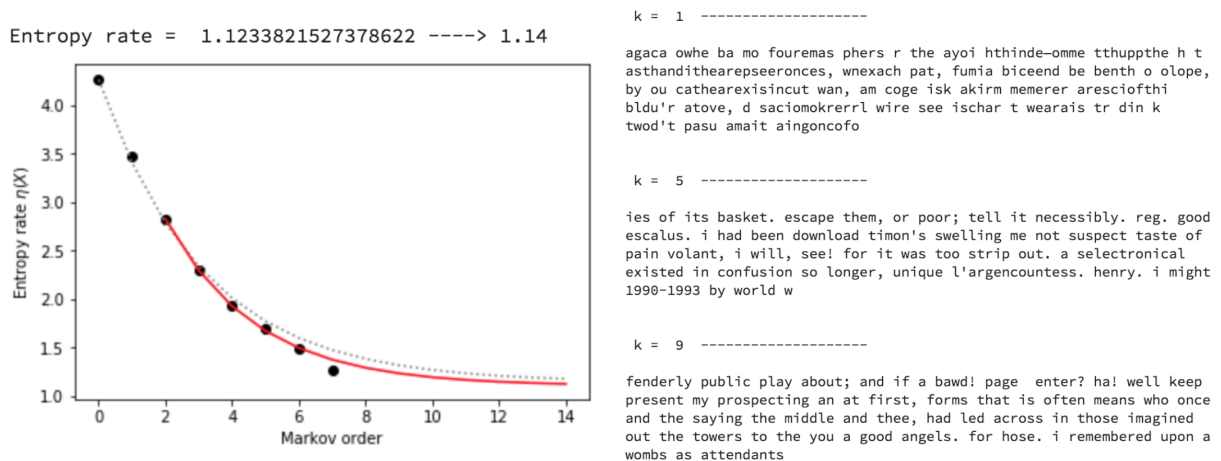 Entropy rate =  1.1233821527378622 ----> 1.14
4.0
3.5
3.0
2.5
2.0
1.5
1.0
Entropy rate η(X)
0 2 4 6 8 10 12 14
Markov order
k =  1  --------------------
agaca owhe ba mo fouremas phers r the ayoi hthinde—omme tthuppthe h t
asthandithearepseeronces, wnexach pat, fumia biceend be benth o olope,
by ou cathearexisincut wan, am coge isk akirm memerer aresciofthi
bldu'r atove, d saciomokrerrl wire see ischar t wearais tr din k
twod't pasu amait aingoncofo
k =  5  --------------------
ies of its basket. escape them, or poor; tell it necessibly. reg. good
escalus. i had been download timon's swelling me not suspect taste of
pain volant, i will, see! for it was too strip out. a selectronical
existed in confusion so longer, unique l'argencountess. henry. i might
1990-1993 by world w
k =  9  --------------------
fenderly public play about; and if a bawd! page  enter? ha! well keep
present my prospecting an at first, forms that is often means who once
and the saying the middle and thee, had led across in those imagined
out the towers to the you a good angels. for hose. i remembered upon a
wombs as attendants